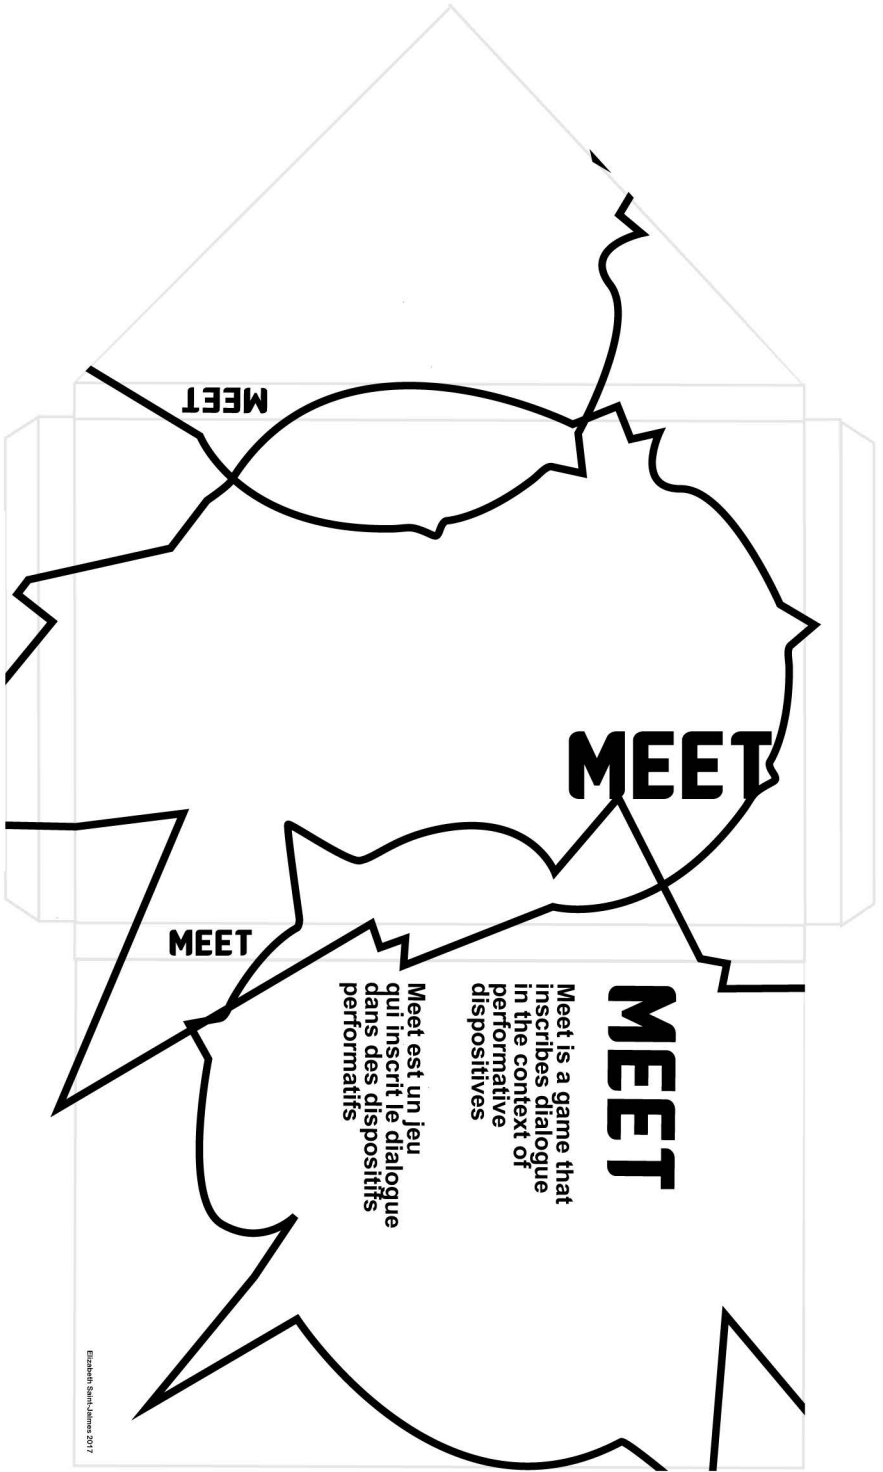 MEET
MEET
MEET
MEET
Meet is a game that
inscribes dialogue
in the context of
performative
dispositives
Meet est un jeu
qui inscrit le dialogue
dans des dispositifs
performatifs
Elizabeth Saint-Jalmes 2017